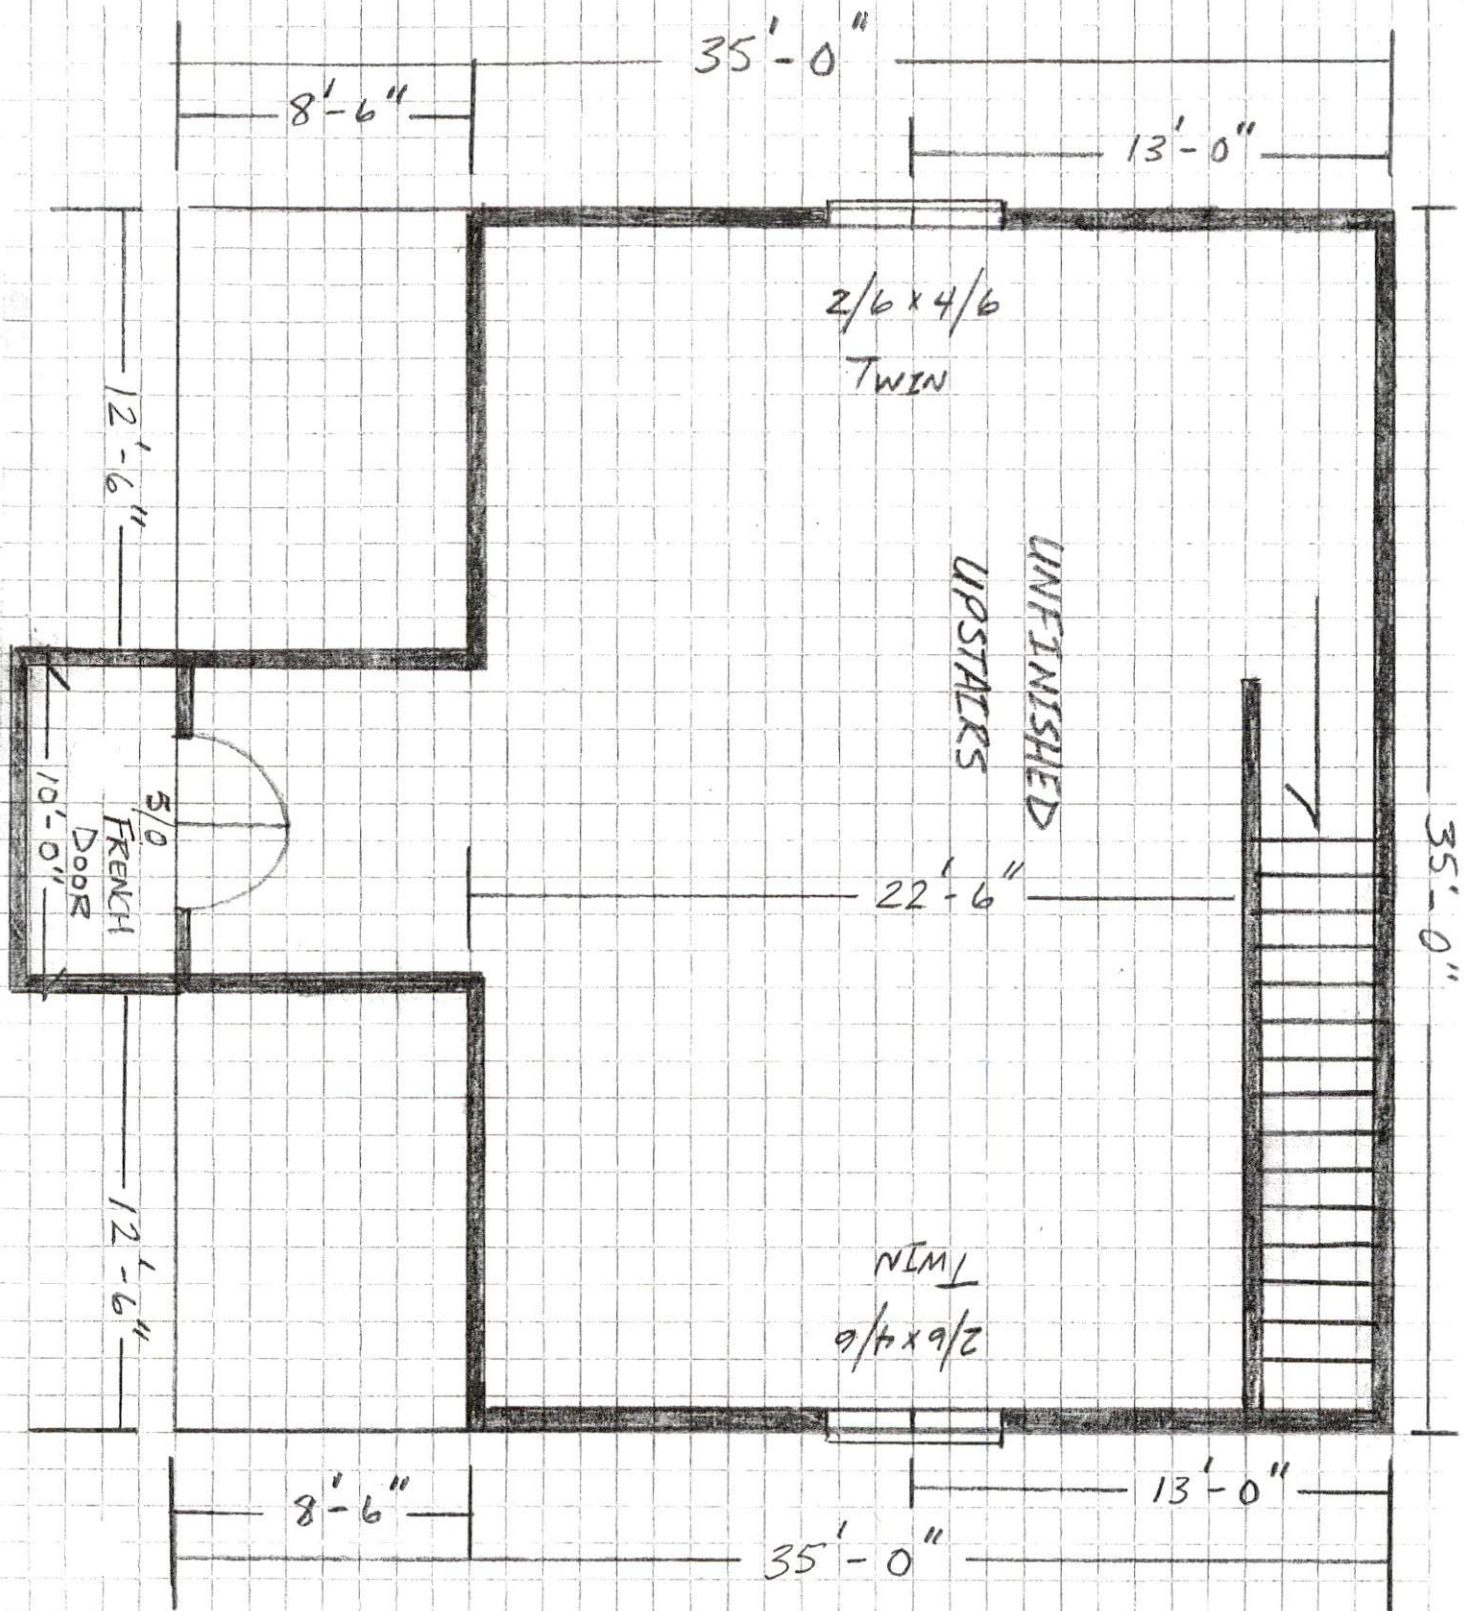 35'-0"
8'-6"
13'-0"
2/6 x 4/6
TWIN
12'-6"
UNFINISHED
UPSTAIRS
5/0
FRENCH
DOOR
10'-0"
22'-6"
35'-0"
12'-6"
TWIN
2/6 x 4/6
8'-6"
13'-0"
35'-0"